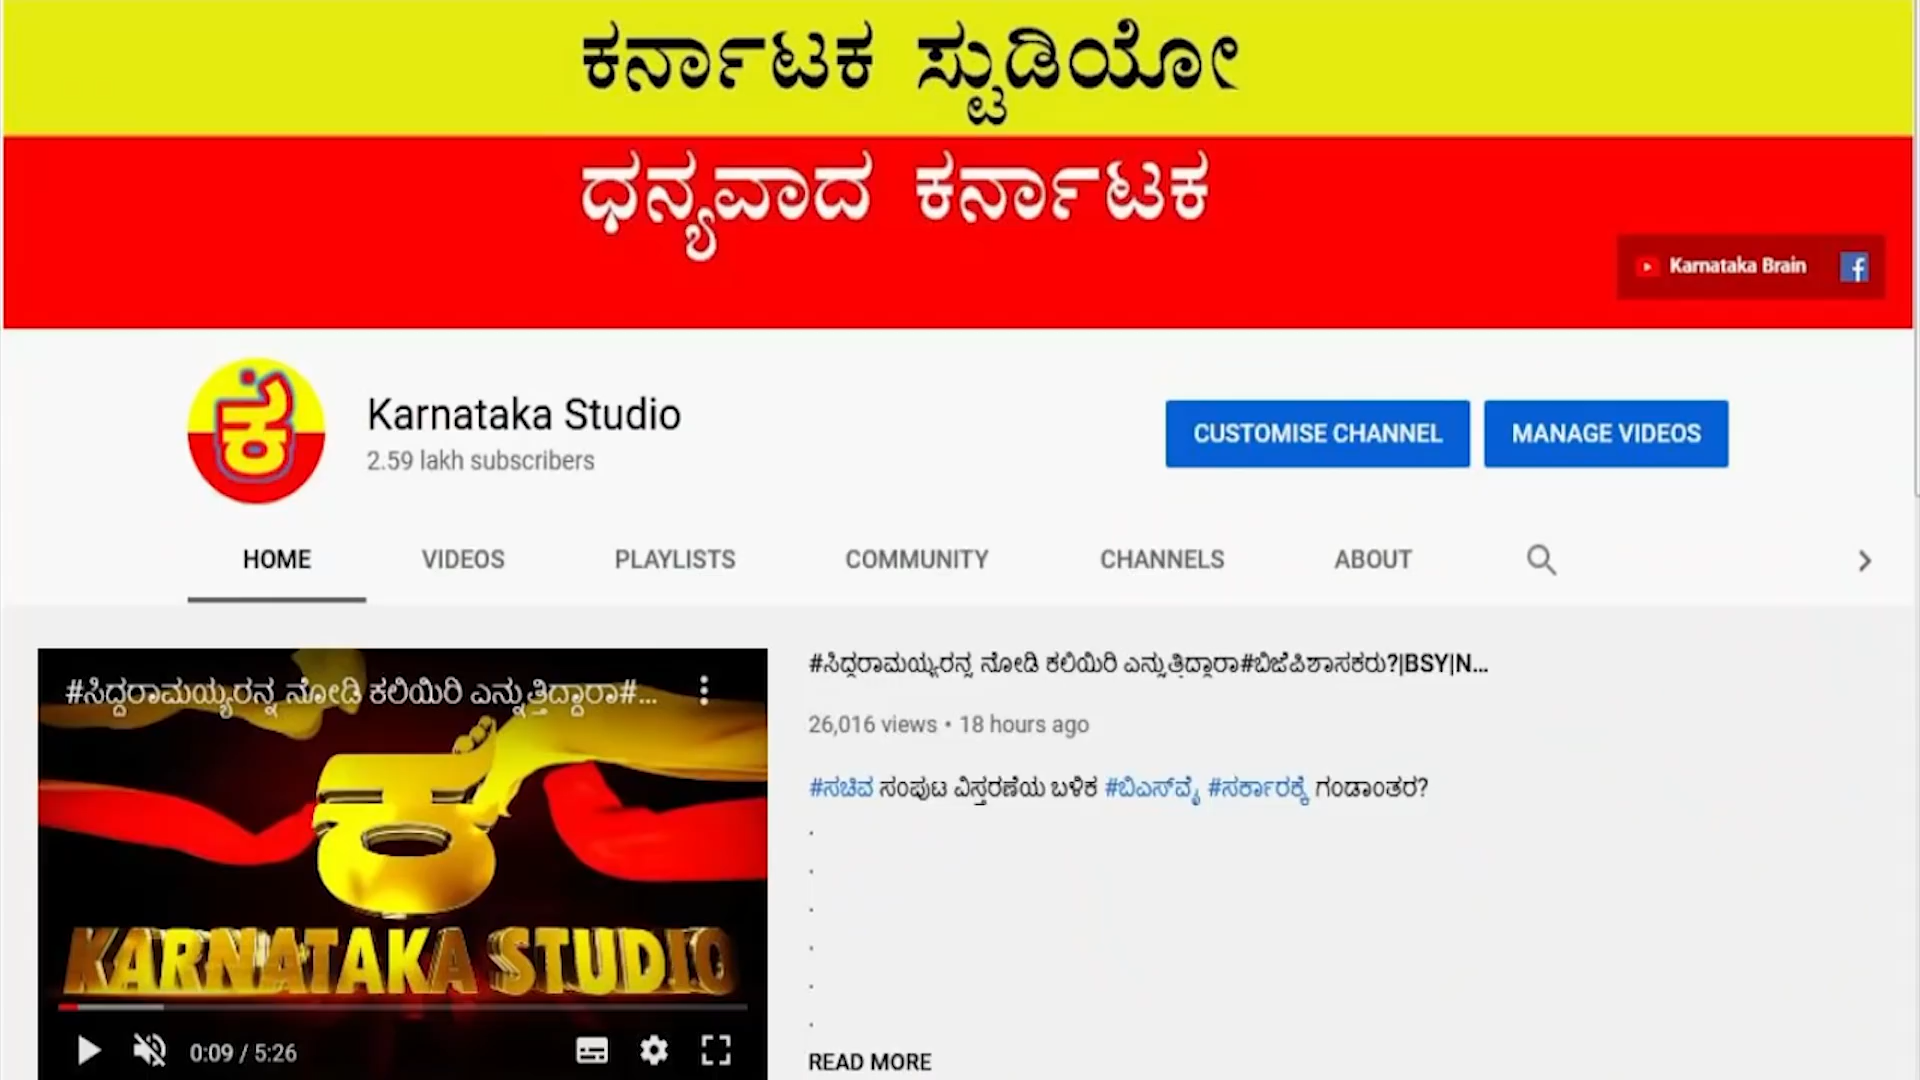 ಕರ್ನಾಟಕ ಸ್ಟುಡಿಯೋ
ಧನ್ಯವಾದ ಕರ್ನಾಟಕ
Karnataka Brain
ಕ
Karnataka Studio
2.59 lakh subscribers
CUSTOMISE CHANNEL
MANAGE VIDEOS
HOME VIDEOS PLAYLISTS COMMUNITY CHANNELS ABOUT
#ಸಿದ್ದರಾಮಯ್ಯರನ್ನ ನೋಡಿ ಕಲಿಯಿರಿ ಎನ್ನುತ್ತಿದ್ದಾರಾ#...
ಕ
KARNATAKA STUDIO
0:09 / 5:26
#ಸಿದ್ದರಾಮಯ್ಯರನ್ನ ನೋಡಿ ಕಲಿಯಿರಿ ಎನ್ನುತ್ತಿದ್ದಾರಾ#ಬಿಜೆಪಿಶಾಸಕರು?|BSY|N...
26,016 views • 18 hours ago
#ಸಚಿವ ಸಂಪುಟ ವಿಸ್ತರಣೆಯ ಬಳಿಕ #ಬಿಎಸ್‌ವೈ #ಸರ್ಕಾರಕ್ಕೆ ಗಂಡಾಂತರ?
.
.
.
.
.
.
READ MORE